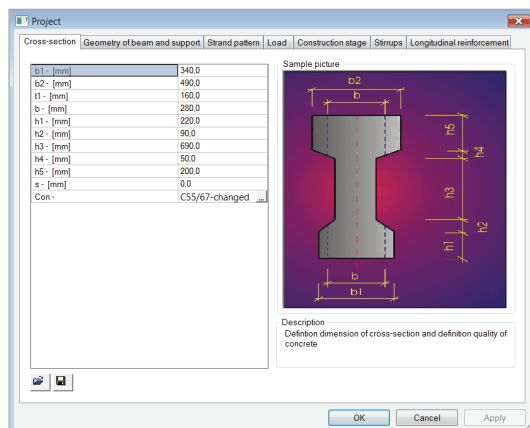 Project
Cross-section Geometry of beam and support Strand pattern Load Construction stage Stirrups Longitudinal reinforcement
b1 - [mm] 340,0
b2 - [mm] 490,0
t1 - [mm] 160,0
b - [mm] 280,0
h1 - [mm] 220,0
h2 - [mm] 90,0
h3 - [mm] 690,0
h4 - [mm] 50,0
h5 - [mm] 200,0
s - [mm] 0,0
Con - C55/67-changed ...
Sample picture
b2
b
h5
h4
h3
h2
h1
b
b1
Description
Defintion dimension of cross-section and definition quality of
concrete
OK Cancel Apply